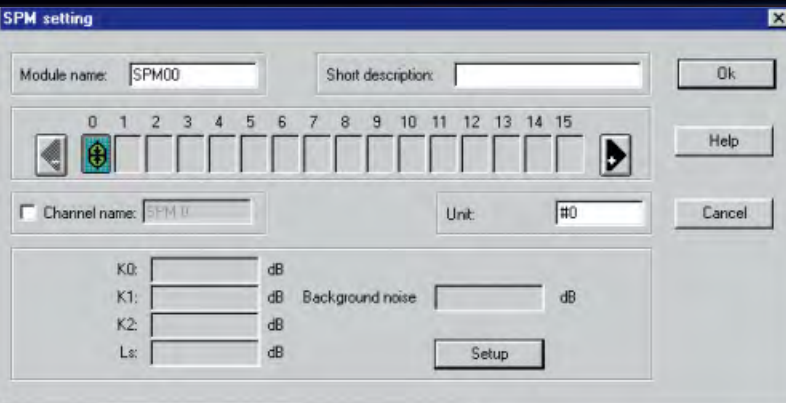 SPM setting
Module name: SPM00 Short description: Ok
0 1 2 3 4 5 6 7 8 9 10 11 12 13 14 15
- +
Help
Channel name: SPM 0 Unit: #0 Cancel
K0: dB
K1: dB Background noise dB
K2: dB
Ls: dB Setup